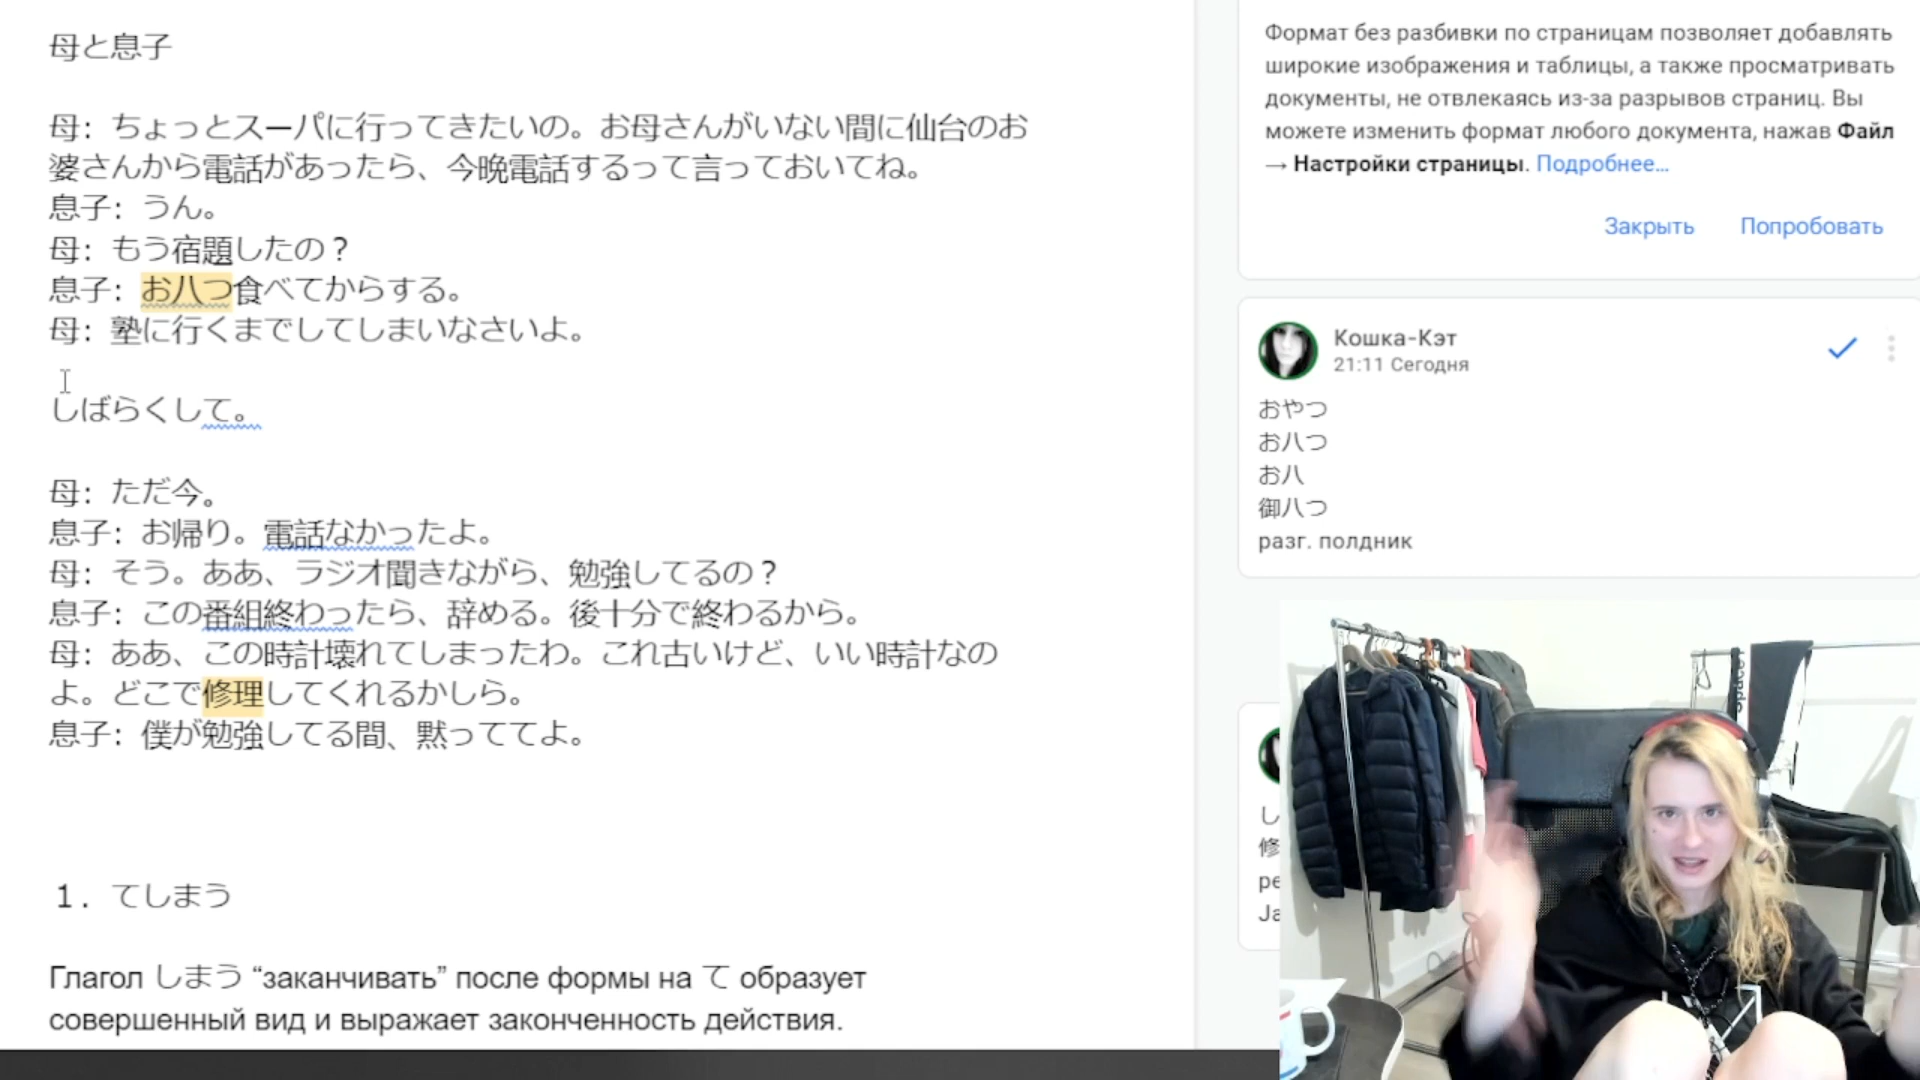 母と息子
母：ちょっとスーパに行ってきたいの。お母さんがいない間に仙台のお
婆さんから電話があったら、今晩電話するって言っておいてね。
息子：うん。
母：もう宿題したの？
息子：お八つ食べてからする。
母：塾に行くまでしてしまいなさいよ。
しばらくして。
母：ただ今。
息子：お帰り。電話なかったよ。
母：そう。ああ、ラジオ聞きながら、勉強してるの？
息子：この番組終わったら、辞める。後十分で終わるから。
母：ああ、この時計壊れてしまったわ。これ古いけど、いい時計なの
よ。どこで修理してくれるかしら。
息子：僕が勉強してる間、黙っててよ。
１．てしまう
Глагол しまう “заканчивать” после формы на て образует
совершенный вид и выражает законченность действия.
Формат без разбивки по страницам позволяет добавлять
широкие изображения и таблицы, а также просматривать
документы, не отвлекаясь из-за разрывов страниц. Вы
можете изменить формат любого документа, нажав Файл
→ Настройки страницы. Подробнее…
Закрыть Попробовать
Кошка-Кэт
21:11 Сегодня
おやつ
お八つ
お八
御八つ
разг. полдник
し
修
ре
Ja